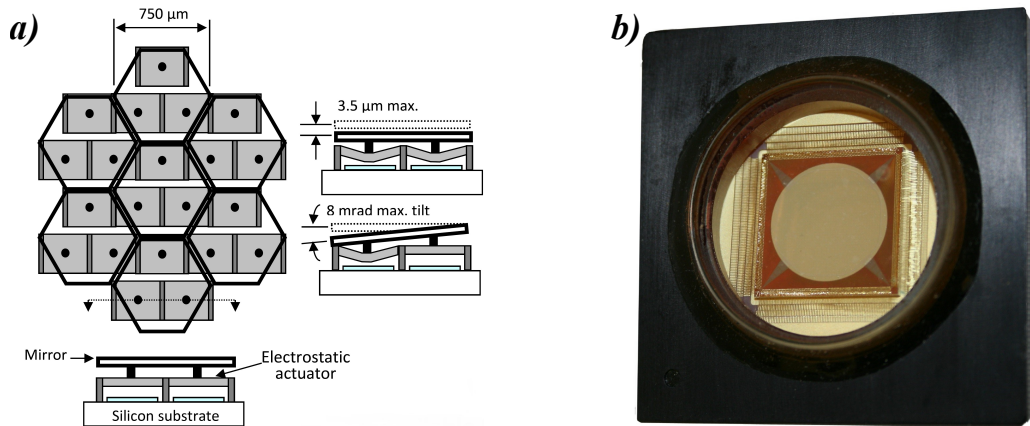 a)
750 µm
3.5 µm max.
8 mrad max. tilt
Mirror
Electrostatic
actuator
Silicon substrate
b)